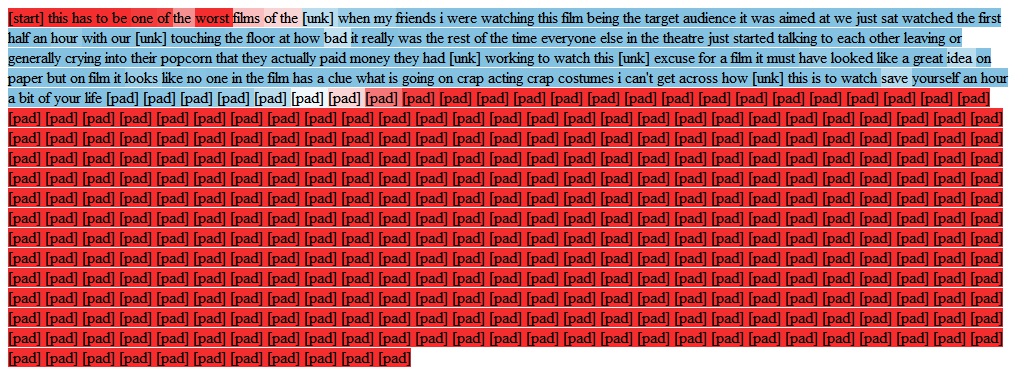 [start] this has to be one of the worst films of the [unk] when my friends i were watching this film being the target audience it was aimed at we just sat watched the first
half an hour with our [unk] touching the floor at how bad it really was the rest of the time everyone else in the theatre just started talking to each other leaving or
generally crying into their popcorn that they actually paid money they had [unk] working to watch this [unk] excuse for a film it must have looked like a great idea on
paper but on film it looks like no one in the film has a clue what is going on crap acting crap costumes i can't get across how [unk] this is to watch save yourself an hour
a bit of your life [pad] [pad] [pad] [pad] [pad] [pad] [pad] [pad] [pad] [pad] [pad] [pad] [pad] [pad] [pad] [pad] [pad] [pad] [pad] [pad] [pad] [pad] [pad] [pad]
[pad] [pad] [pad] [pad] [pad] [pad] [pad] [pad] [pad] [pad] [pad] [pad] [pad] [pad] [pad] [pad] [pad] [pad] [pad] [pad] [pad] [pad] [pad] [pad] [pad] [pad] [pad]
[pad] [pad] [pad] [pad] [pad] [pad] [pad] [pad] [pad] [pad] [pad] [pad] [pad] [pad] [pad] [pad] [pad] [pad] [pad] [pad] [pad] [pad] [pad] [pad] [pad] [pad] [pad]
[pad] [pad] [pad] [pad] [pad] [pad] [pad] [pad] [pad] [pad] [pad] [pad] [pad] [pad] [pad] [pad] [pad] [pad] [pad] [pad] [pad] [pad] [pad] [pad] [pad] [pad] [pad]
[pad] [pad] [pad] [pad] [pad] [pad] [pad] [pad] [pad] [pad] [pad] [pad] [pad] [pad] [pad] [pad] [pad] [pad] [pad] [pad] [pad] [pad] [pad] [pad] [pad] [pad] [pad]
[pad] [pad] [pad] [pad] [pad] [pad] [pad] [pad] [pad] [pad] [pad] [pad] [pad] [pad] [pad] [pad] [pad] [pad] [pad] [pad] [pad] [pad] [pad] [pad] [pad] [pad] [pad]
[pad] [pad] [pad] [pad] [pad] [pad] [pad] [pad] [pad] [pad] [pad] [pad] [pad] [pad] [pad] [pad] [pad] [pad] [pad] [pad] [pad] [pad] [pad] [pad] [pad] [pad] [pad]
[pad] [pad] [pad] [pad] [pad] [pad] [pad] [pad] [pad] [pad] [pad] [pad] [pad] [pad] [pad] [pad] [pad] [pad] [pad] [pad] [pad] [pad] [pad] [pad] [pad] [pad] [pad]
[pad] [pad] [pad] [pad] [pad] [pad] [pad] [pad] [pad] [pad] [pad] [pad] [pad] [pad] [pad] [pad] [pad] [pad] [pad] [pad] [pad] [pad] [pad] [pad] [pad] [pad] [pad]
[pad] [pad] [pad] [pad] [pad] [pad] [pad] [pad] [pad] [pad] [pad] [pad] [pad] [pad] [pad] [pad] [pad] [pad] [pad] [pad] [pad] [pad] [pad] [pad] [pad] [pad] [pad]
[pad] [pad] [pad] [pad] [pad] [pad] [pad] [pad] [pad] [pad] [pad] [pad] [pad] [pad] [pad] [pad] [pad] [pad] [pad] [pad] [pad] [pad] [pad] [pad] [pad] [pad] [pad]
[pad] [pad] [pad] [pad] [pad] [pad] [pad] [pad] [pad] [pad] [pad] [pad] [pad] [pad] [pad] [pad] [pad] [pad] [pad] [pad] [pad] [pad] [pad] [pad] [pad] [pad] [pad]
[pad] [pad] [pad] [pad] [pad] [pad] [pad] [pad] [pad] [pad] [pad] [pad] [pad] [pad] [pad] [pad] [pad] [pad] [pad] [pad] [pad] [pad] [pad] [pad] [pad] [pad] [pad]
[pad] [pad] [pad] [pad] [pad] [pad] [pad] [pad] [pad] [pad] [pad]